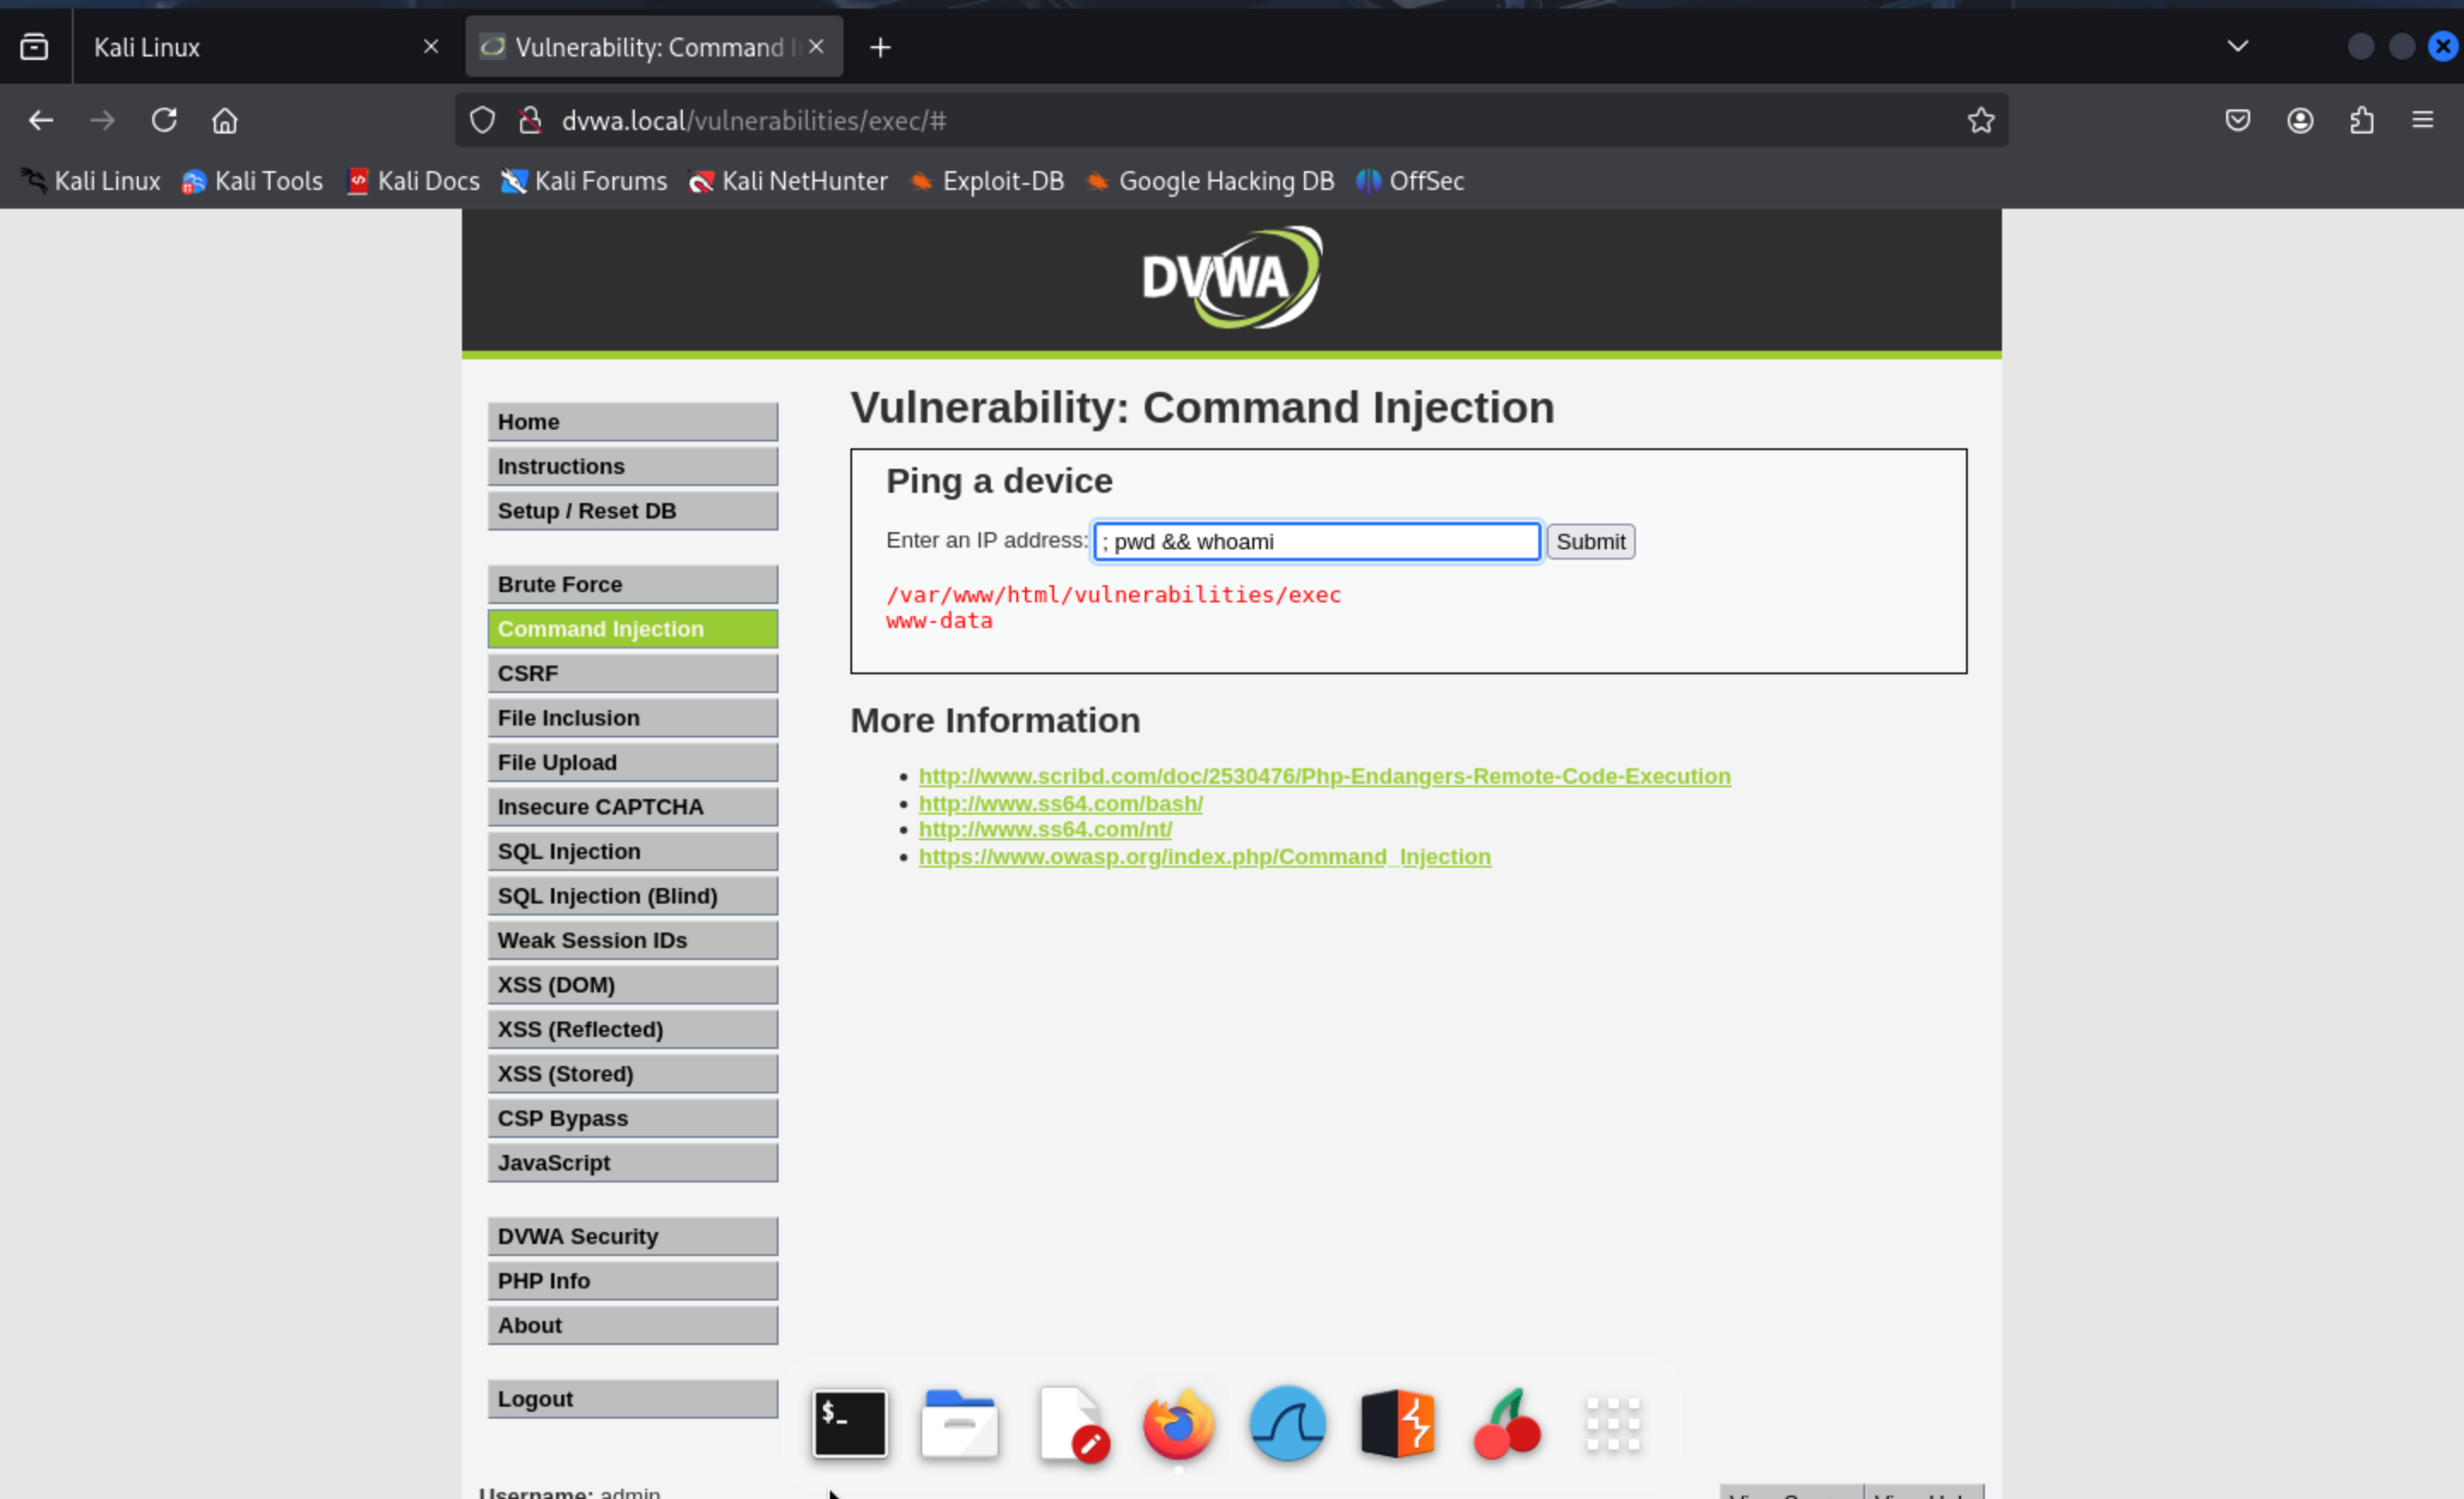 Kali Linux
Vulnerability: Command I
dvwa.local/vulnerabilities/exec/#
Kali Linux Kali Tools Kali Docs Kali Forums Kali NetHunter Exploit-DB Google Hacking DB OffSec
DVWA
Home
Instructions
Setup / Reset DB
Brute Force
Command Injection
CSRF
File Inclusion
File Upload
Insecure CAPTCHA
SQL Injection
SQL Injection (Blind)
Weak Session IDs
XSS (DOM)
XSS (Reflected)
XSS (Stored)
CSP Bypass
JavaScript
DVWA Security
PHP Info
About
Logout
Vulnerability: Command Injection
Ping a device
Enter an IP address: ; pwd && whoami Submit
/var/www/html/vulnerabilities/exec
www-data
More Information
http://www.scribd.com/doc/2530476/Php-Endangers-Remote-Code-Execution
http://www.ss64.com/bash/
http://www.ss64.com/nt/
https://www.owasp.org/index.php/Command_Injection
$_
Username: admin